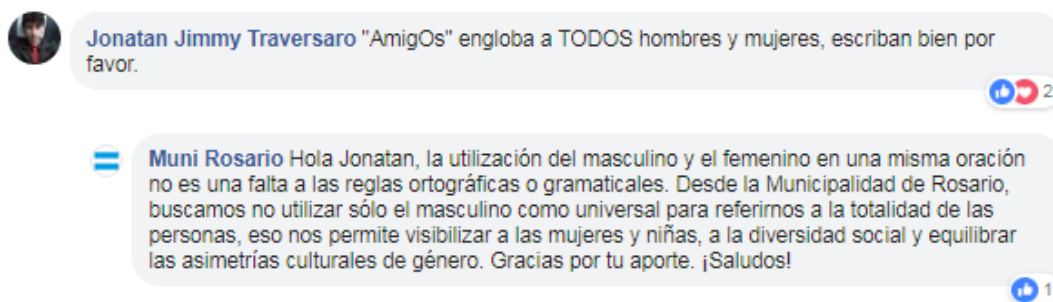 Jonatan Jimmy Traversaro "AmigOs" engloba a TODOS hombres y mujeres, escriban bien por
favor.
2
Muni Rosario Hola Jonatan, la utilización del masculino y el femenino en una misma oración
no es una falta a las reglas ortográficas o gramaticales. Desde la Municipalidad de Rosario,
buscamos no utilizar sólo el masculino como universal para referirnos a la totalidad de las
personas, eso nos permite visibilizar a las mujeres y niñas, a la diversidad social y equilibrar
las asimetrías culturales de género. Gracias por tu aporte. ¡Saludos!
1